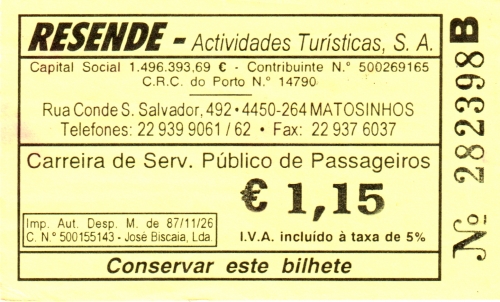 RESENDE - Actividades Turísticas, S. A.
Capital Social 1.496.393,69 € - Contribuinte N.º 500269165
C.R.C. do Porto N.º 14790
Rua Conde S. Salvador, 492 • 4450-264 MATOSINHOS
Telefones: 22 939 9061 / 62 • Fax: 22 937 6037
Carreira de Serv. Público de Passageiros
€ 1,15
Imp. Aut. Desp. M. de 87/11/26
C. N.º 500155143 - José Biscaia, Lda.
I.V.A. incluído à taxa de 5%
Conservar este bilhete
Nº 282398 B